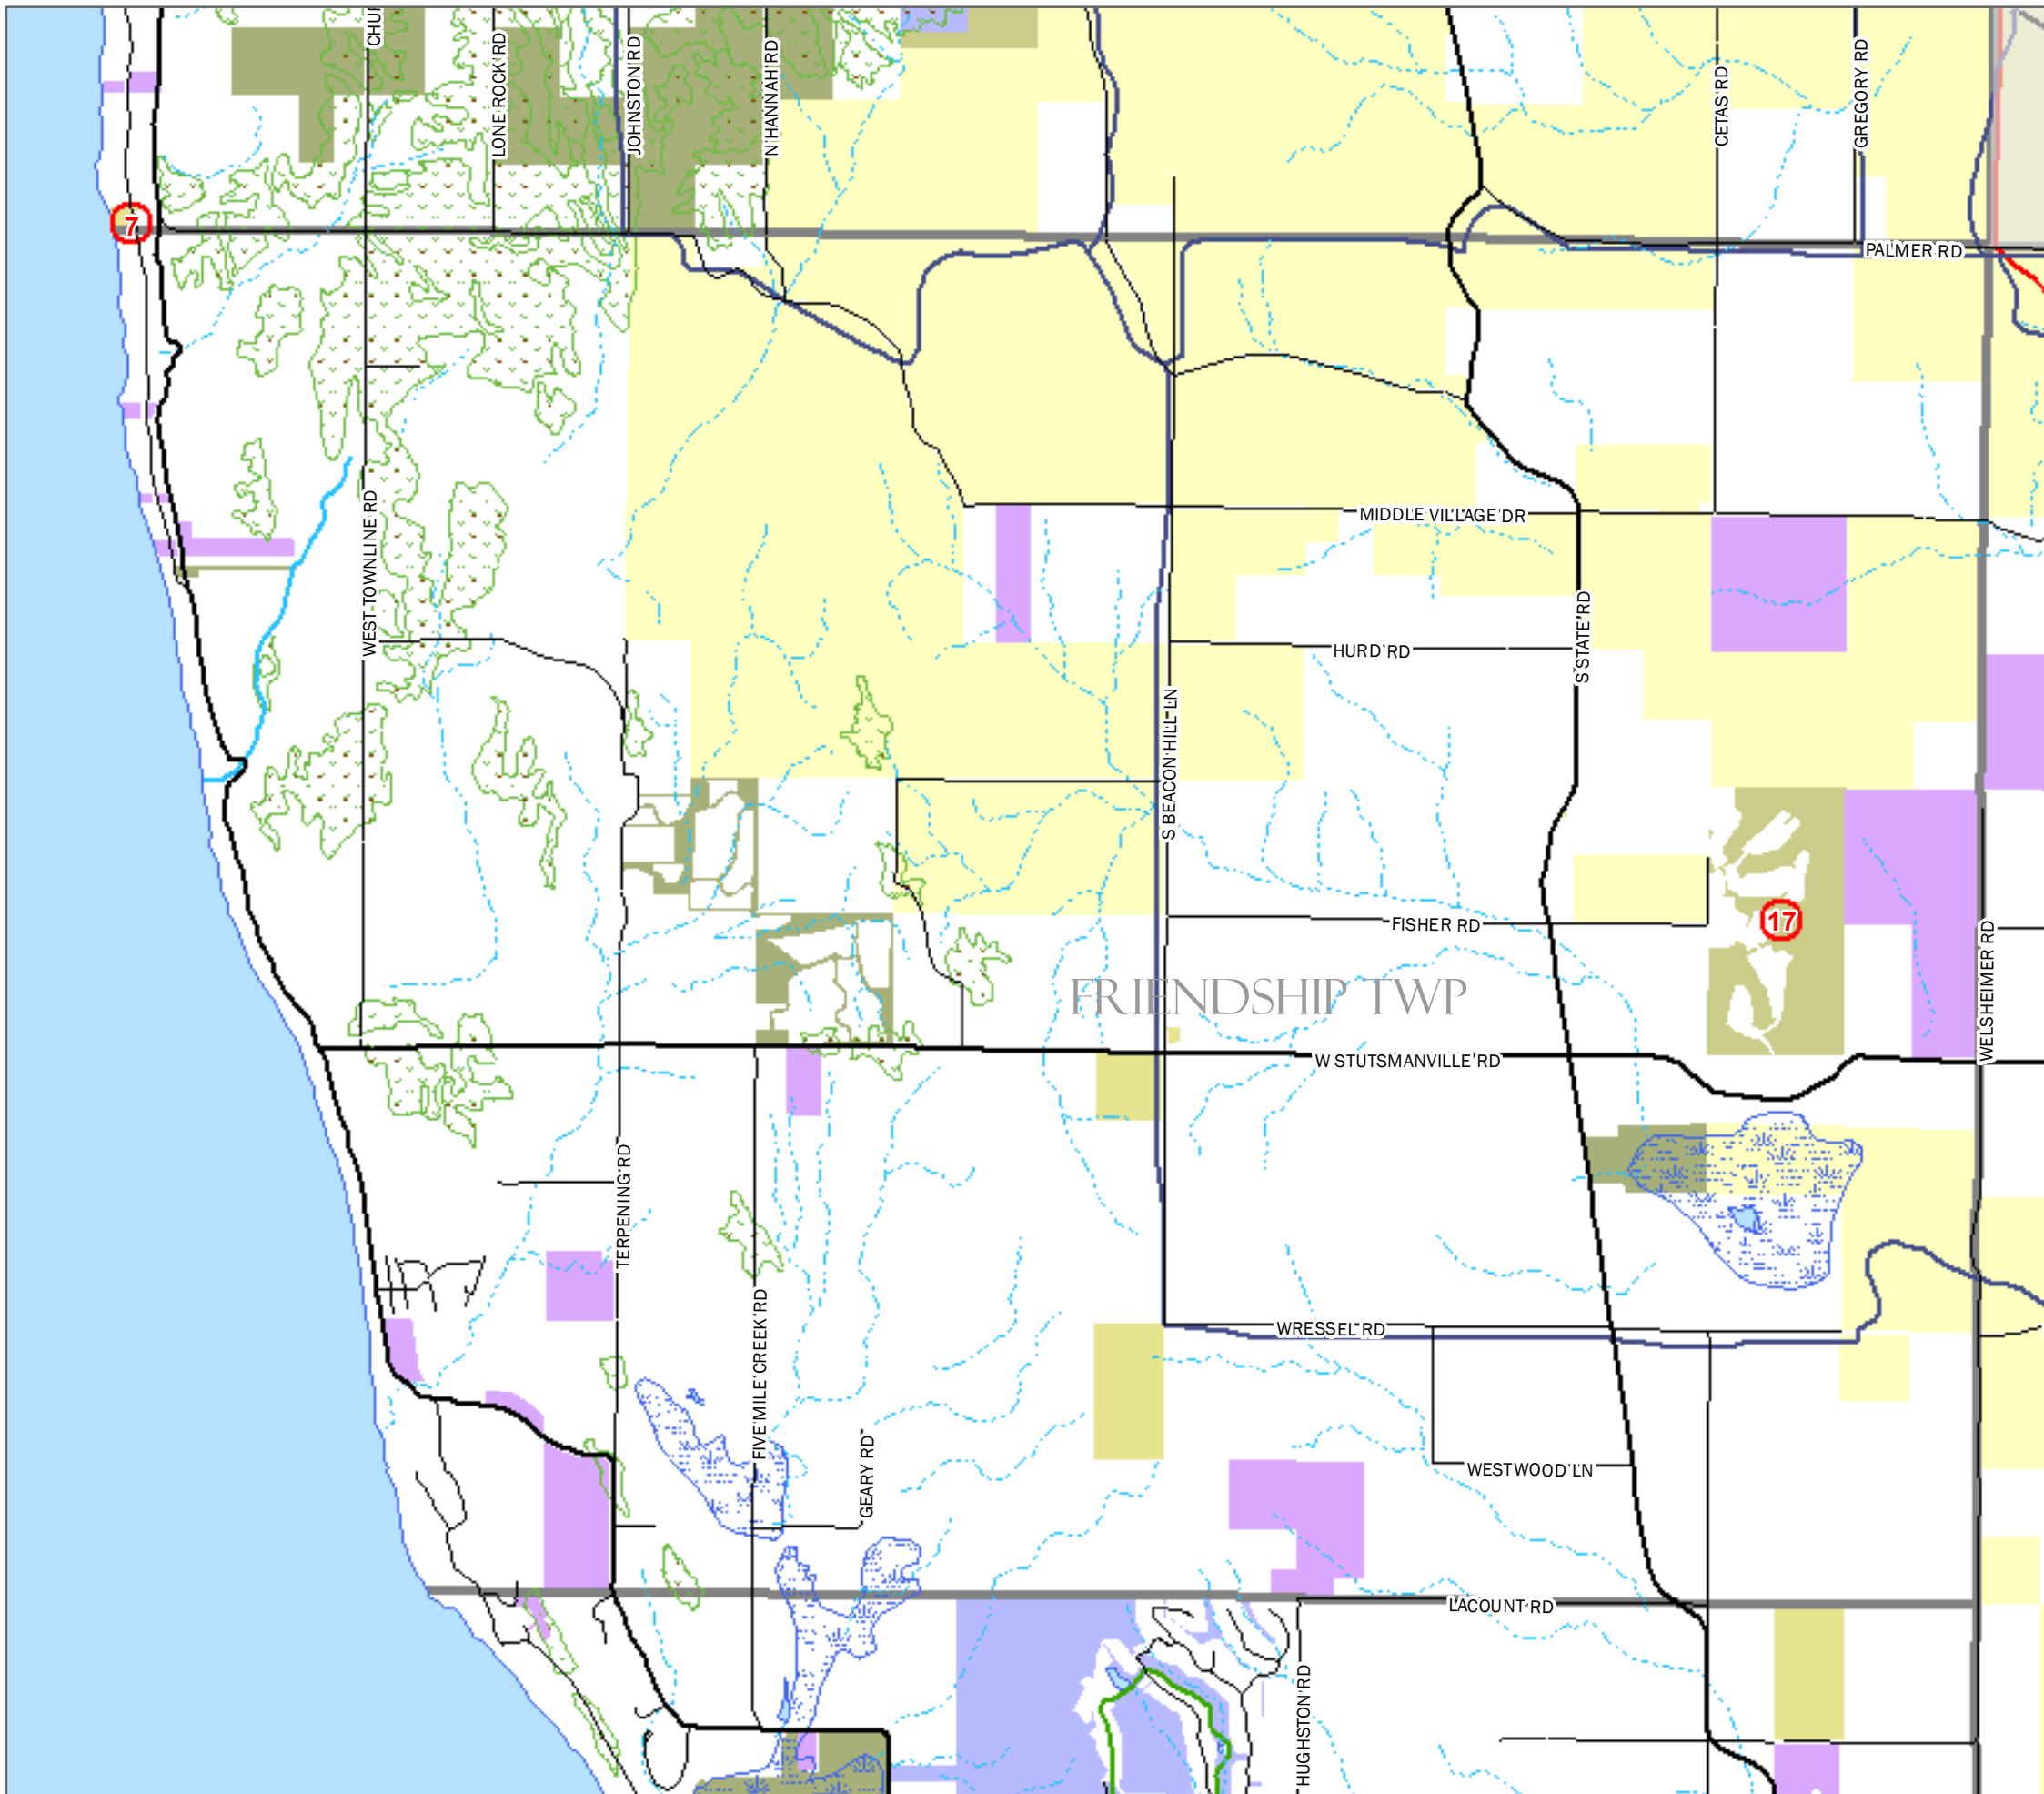 CHUR
LONE ROCK RD
JOHNSTON RD
N HANNAH RD
CETAS RD
GREGORY RD
7
PALMER RD
WEST TOWNLINE RD
MIDDLE VILLAGE DR
S STATE RD
HURD RD
S BEACON HILL LN
FISHER RD
17
WELSHEIMER RD
FRIENDSHIP TWP
W STUTSMANVILLE RD
TERPENING RD
FIVE MILE CREEK RD
WRESSEL RD
GEARY RD
WESTWOOD LN
LACOUNT RD
HUGHSTON RD